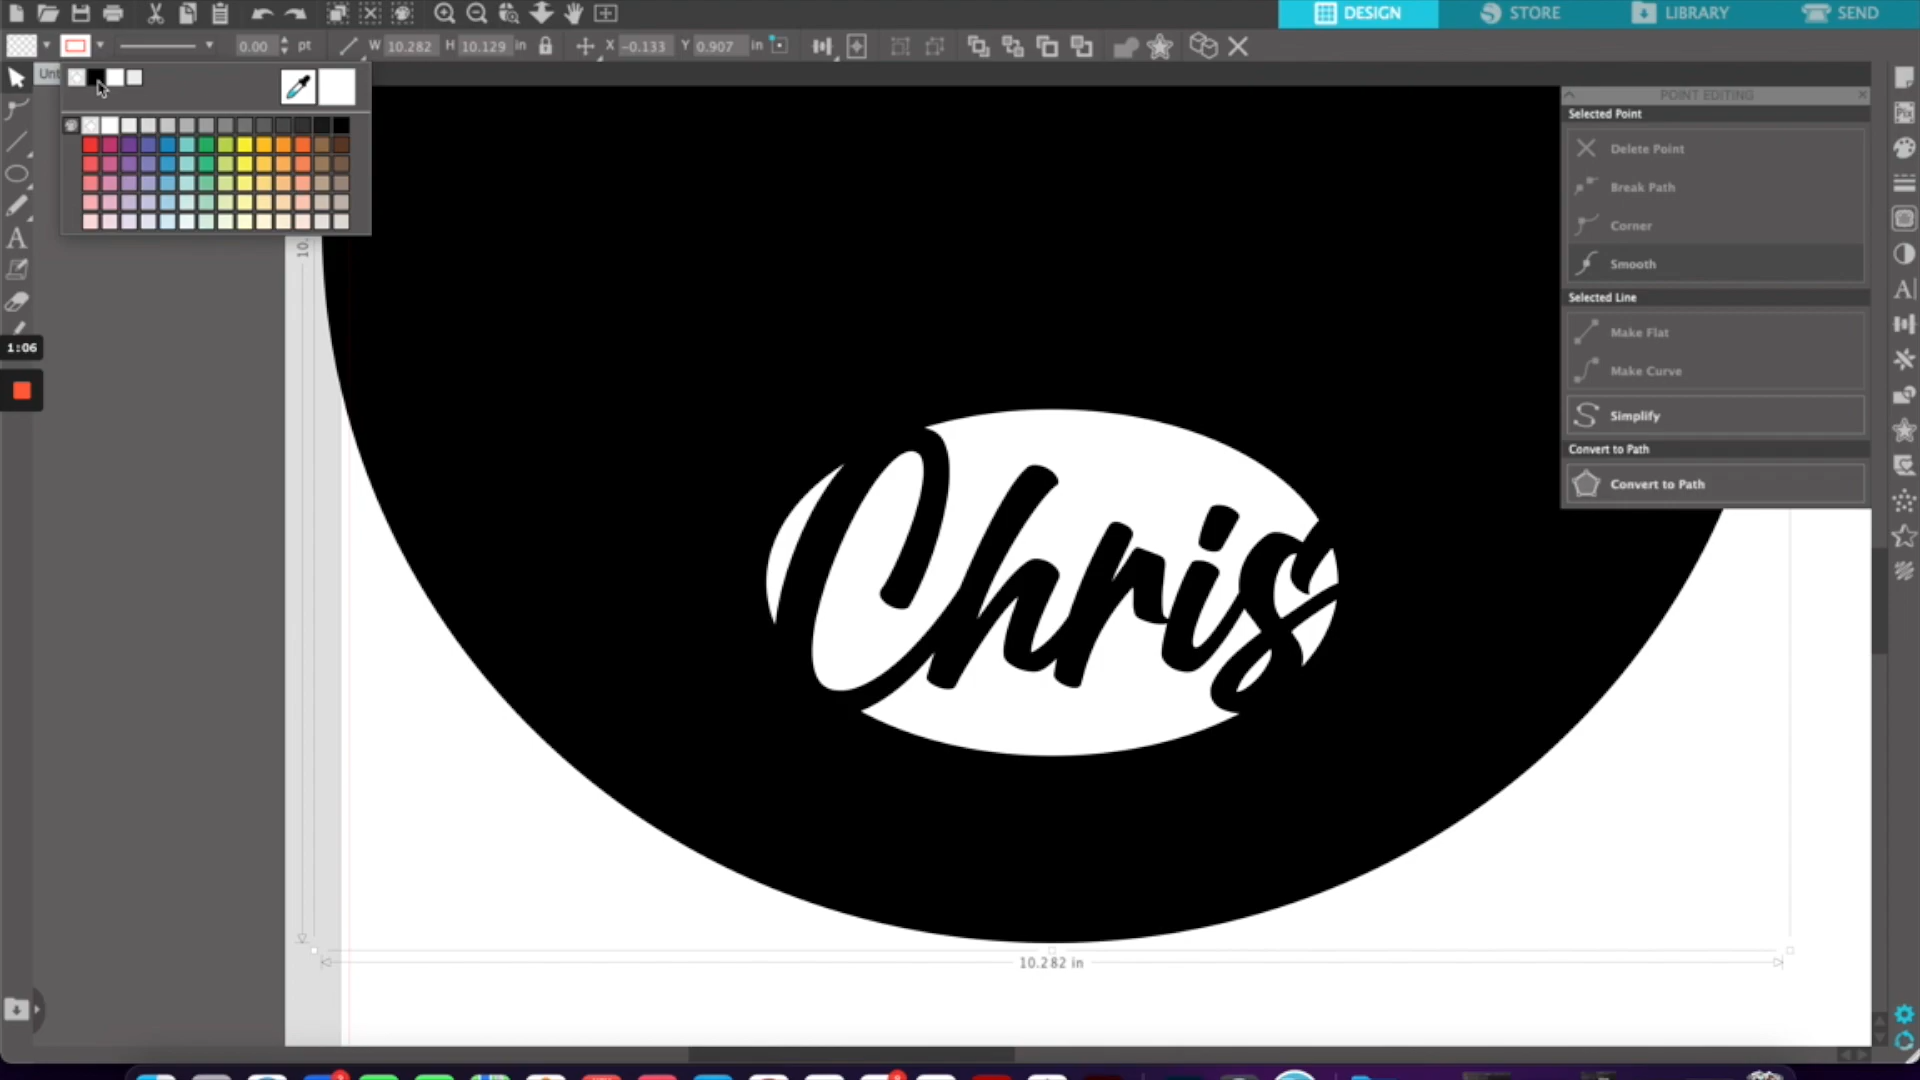 DESIGN
STORE
LIBRARY
SEND
0.00 pt
W 10.282 H 10.129 in
X -0.133 Y 0.907 in
Unt
POINT EDITING
Selected Point
Delete Point
Break Path
Corner
Smooth
Selected Line
Make Flat
Make Curve
Simplify
Convert to Path
Convert to Path
1:06
10.
Chris
10.282 in